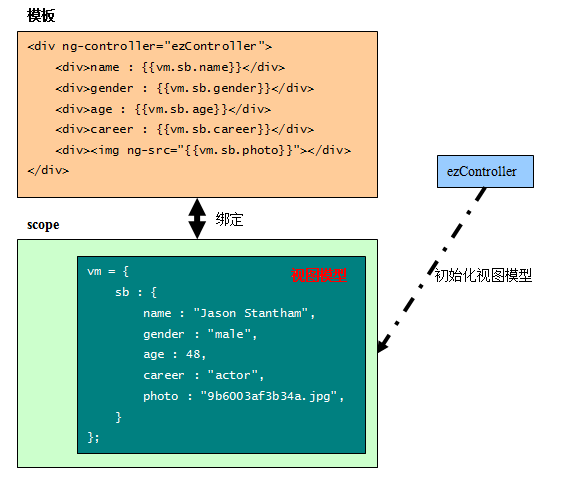 模板
<div ng-controller="ezController">
<div>name : {{vm.sb.name}}</div>
<div>gender : {{vm.sb.gender}}</div>
<div>age : {{vm.sb.age}}</div>
<div>career : {{vm.sb.career}}</div>
<div><img ng-src="{{vm.sb.photo}}"></div>
</div>
ezController
绑定
scope
初始化视图模型
视图模型
vm = {
sb : {
name : "Jason Stantham",
gender : "male",
age : 48,
career : "actor",
photo : "9b6003af3b34a.jpg",
}
};